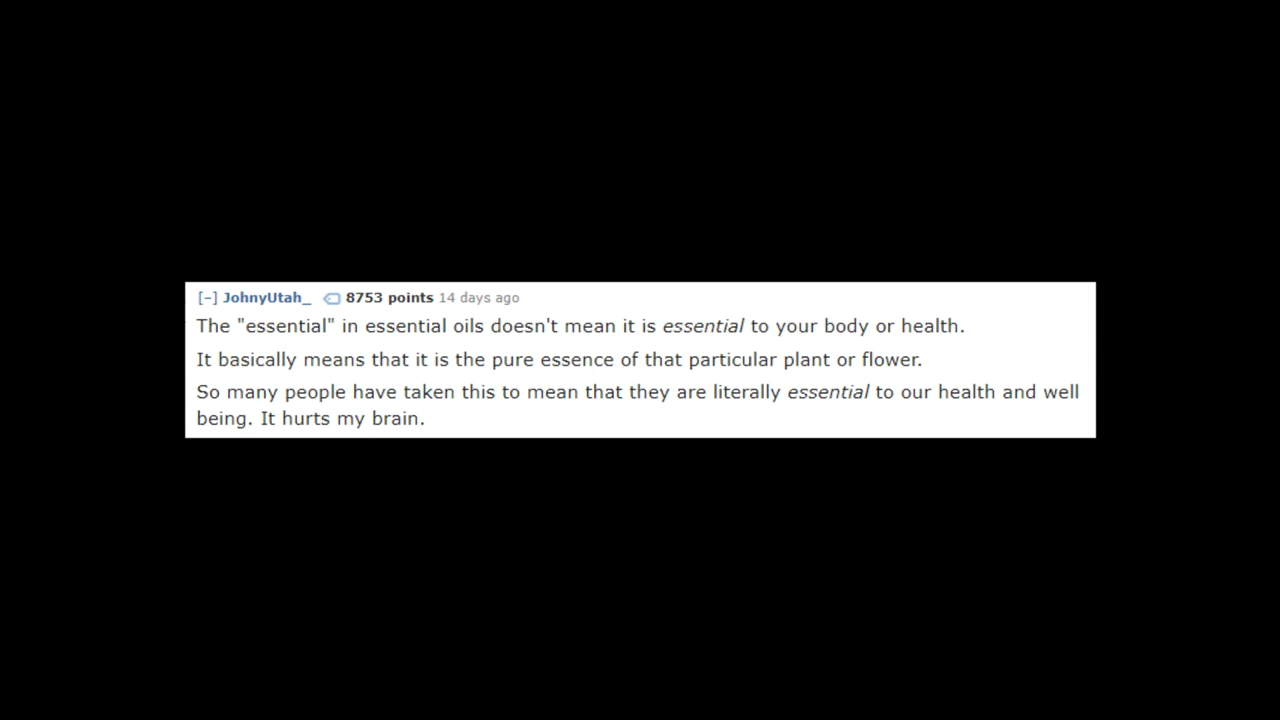 [–] JohnyUtah_ 8753 points 14 days ago
The "essential" in essential oils doesn't mean it is essential to your body or health.
It basically means that it is the pure essence of that particular plant or flower.
So many people have taken this to mean that they are literally essential to our health and well
being. It hurts my brain.